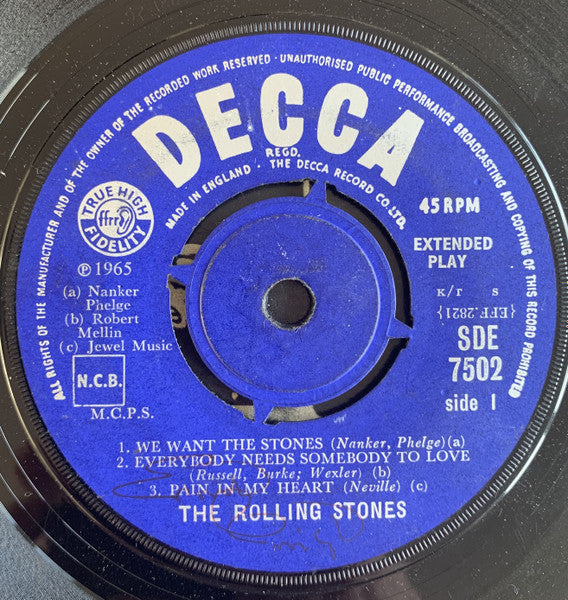 ALL RIGHTS OF THE MANUFACTURER AND OF THE OWNER OF THE RECORDED WORK RESERVED · UNAUTHORISED PUBLIC PERFORMANCE BROADCASTING AND COPYING OF THIS RECORD PROHIBITED
DECCA
REGD.
MADE IN ENGLAND · THE DECCA RECORD CO. LTD.
TRUE HIGH
ffrr
FIDELITY
45 RPM
EXTENDED
PLAY
℗ 1965
(a) Nanker
Phelge
(b) Robert
Mellin
(c) Jewel Music
K/T S
{EFF.2821}
SDE
7502
side 1
N.C.B.
M.C.P.S.
1. WE WANT THE STONES (Nanker, Phelge)(a)
2. EVERYBODY NEEDS SOMEBODY TO LOVE
(Russell, Burke; Wexler) (b)
3. PAIN IN MY HEART (Neville) (c)
THE ROLLING STONES